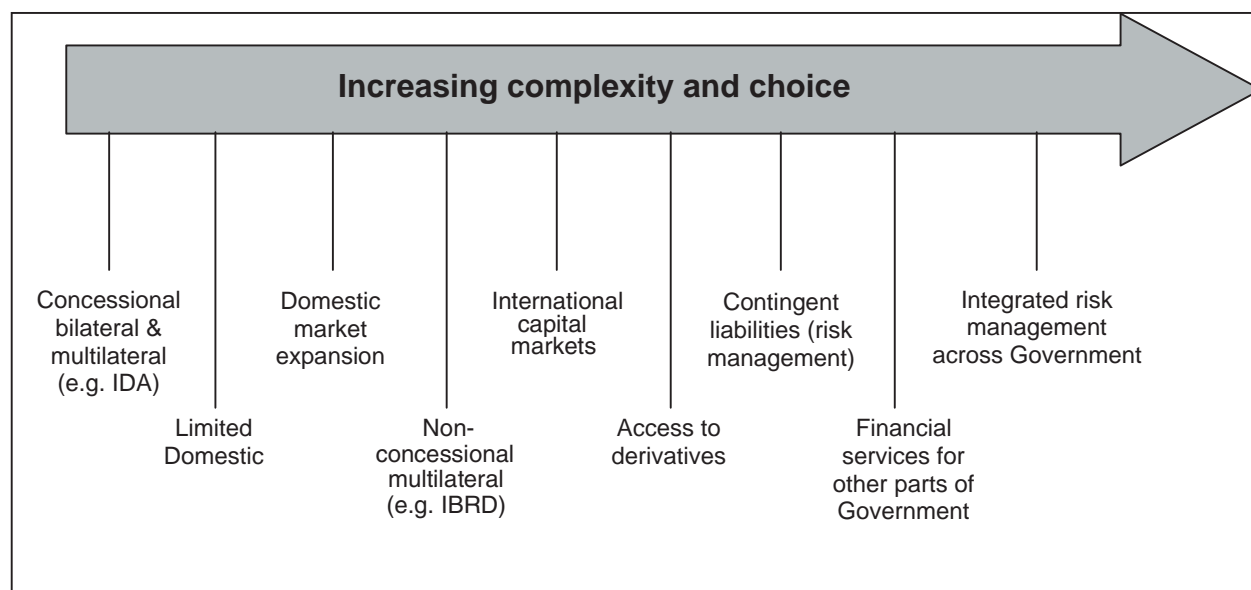 Increasing complexity and choice
Concessional
bilateral &
multilateral
(e.g. IDA)
Limited
Domestic
Domestic
market
expansion
Non-
concessional
multilateral
(e.g. IBRD)
International
capital
markets
Access to
derivatives
Contingent
liabilities (risk
management)
Financial
services for
other parts of
Government
Integrated risk
management
across Government